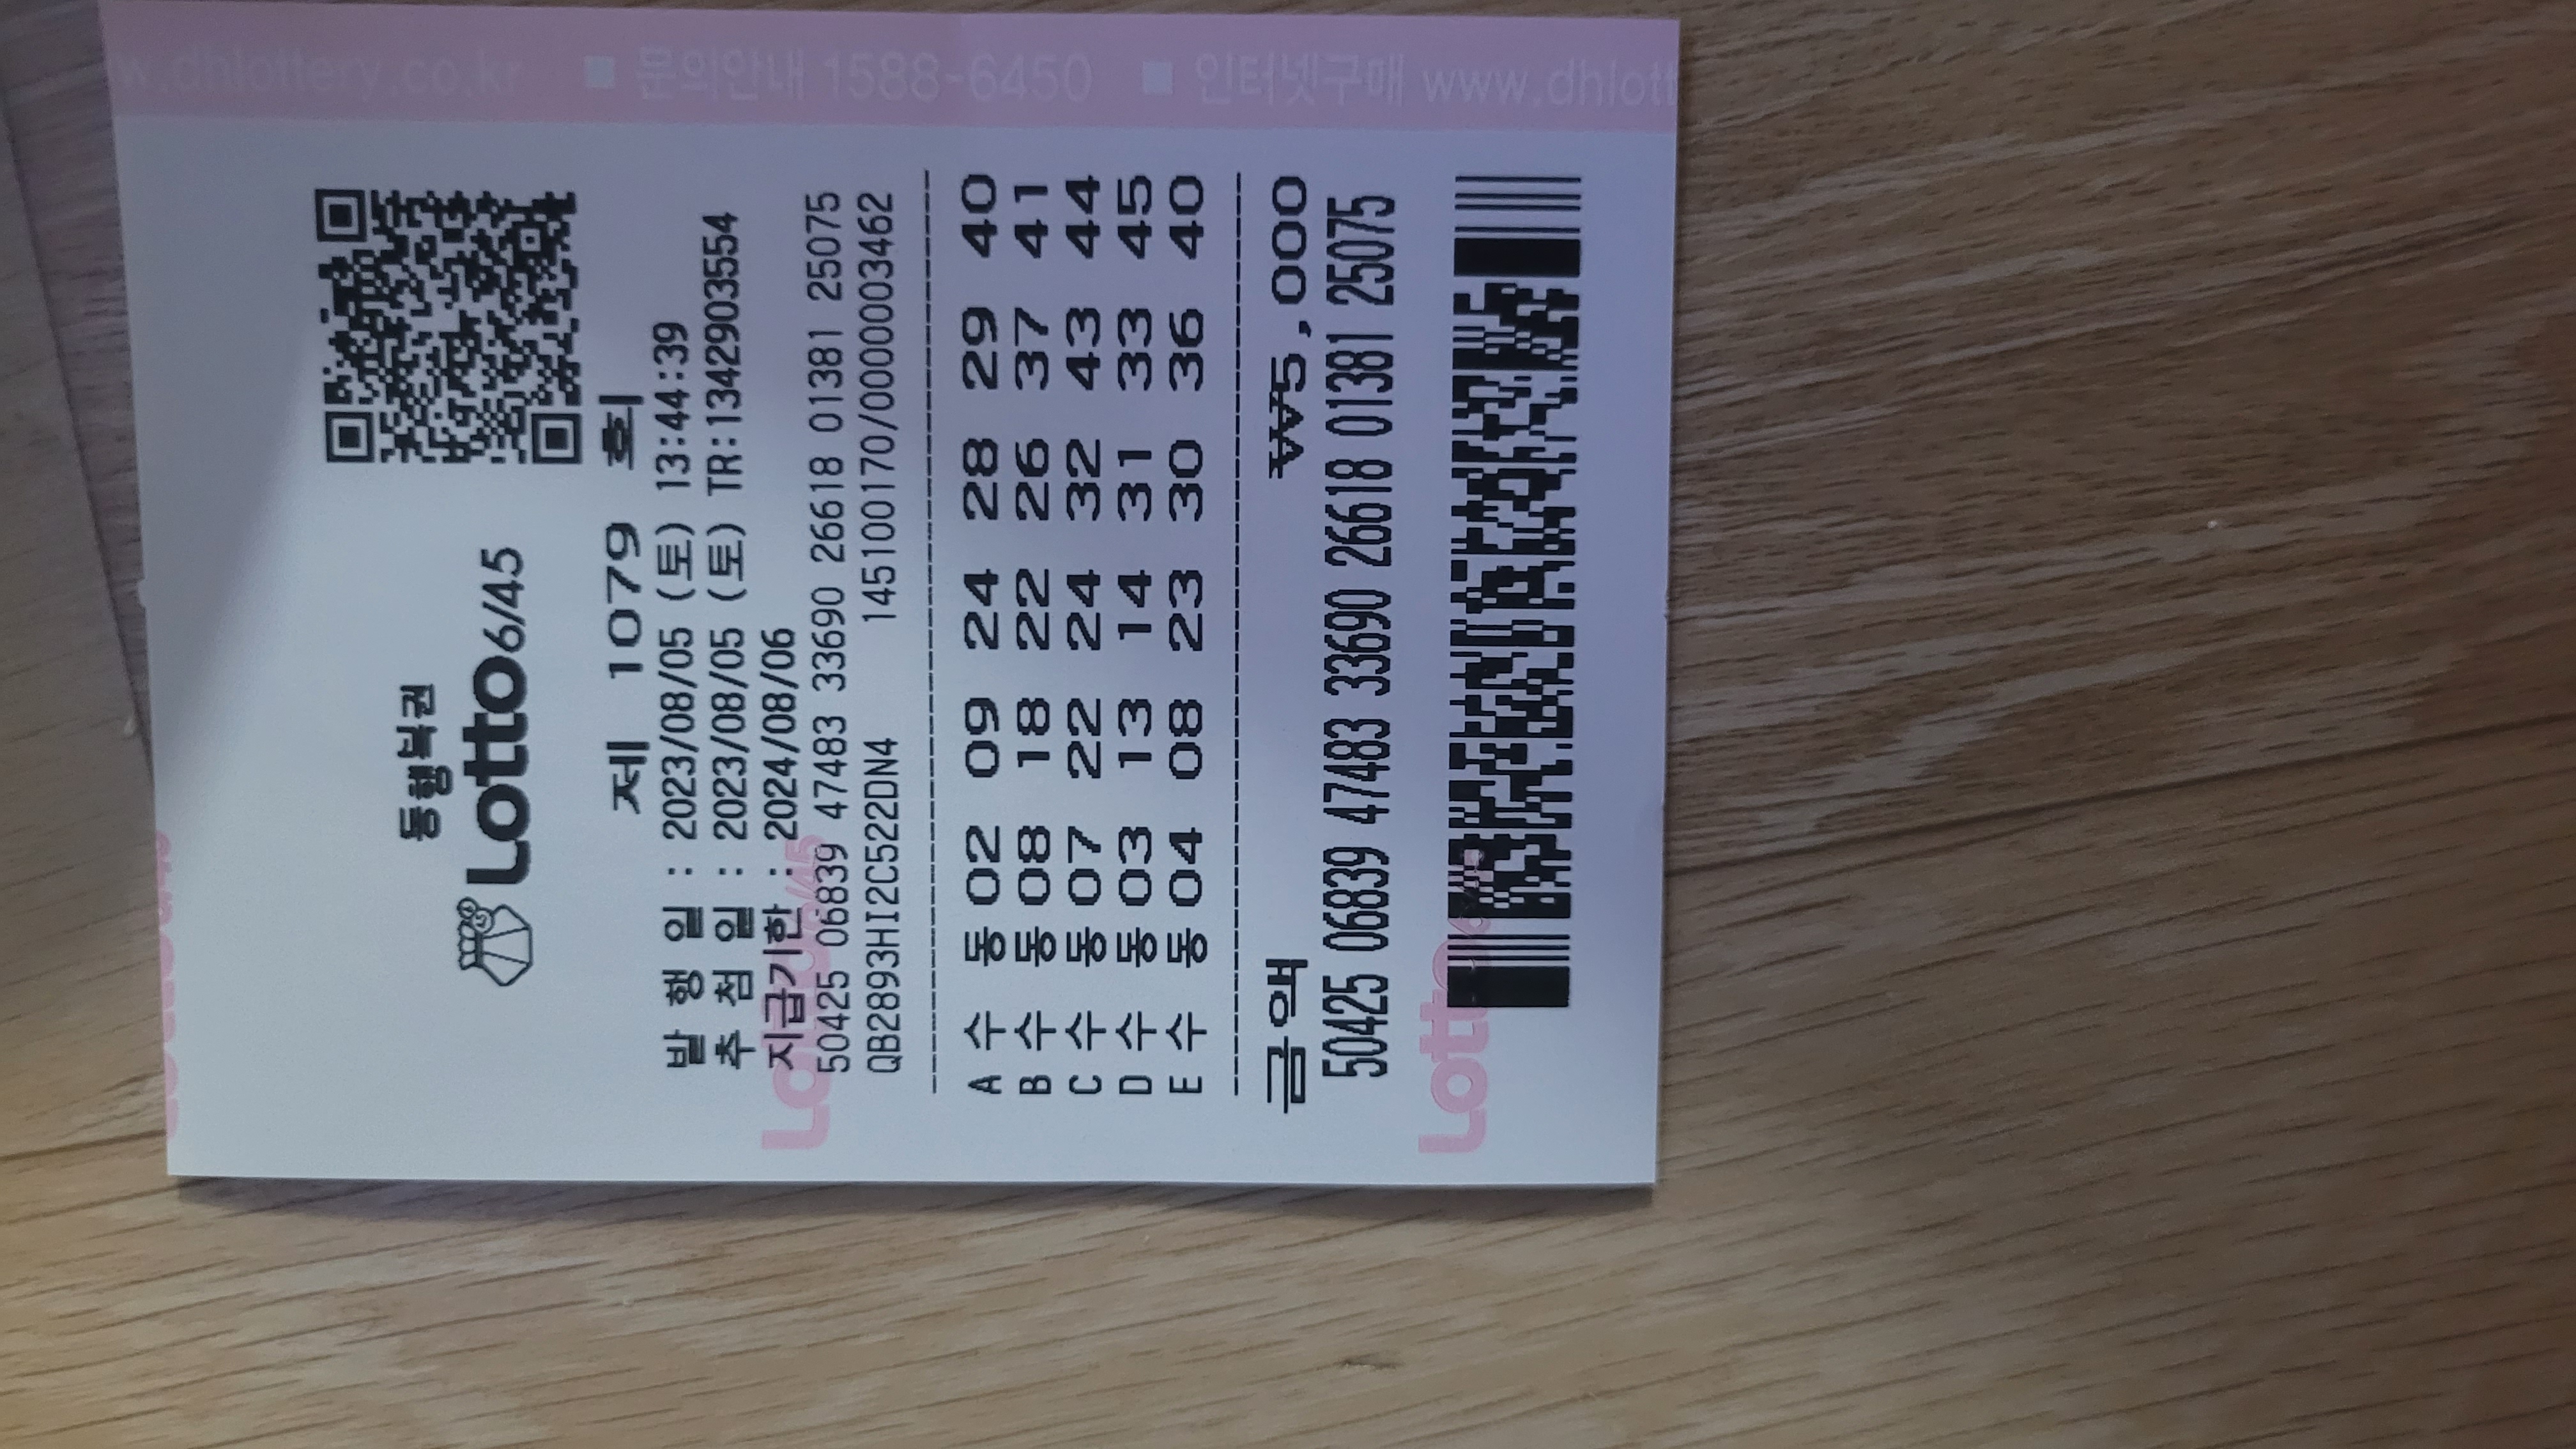 w.dhlottery.co.kr ■ 문의안내 1588-6450 ■ 인터넷구매 www.dhlott
동행복권
Lotto6/45
제 1079 회
발 행 일 : 2023/08/05 (토) 13:44:39
추 첨 일 : 2023/08/05 (토) TR:1342903554
지급기한 : 2024/08/06
50425 06839 47483 33690 26618 01381 25075
QB2893HI2C522DN4 145100170/0000003462
A 수 동 02 09 24 28 29 40
B 수 동 08 18 22 26 37 41
C 수 동 07 22 24 32 43 44
D 수 동 03 13 14 31 33 45
E 수 동 04 08 23 30 36 40
금액 ₩5,000
50425 06839 47483 33690 26618 01381 25075
Lotto6/45
Lotto